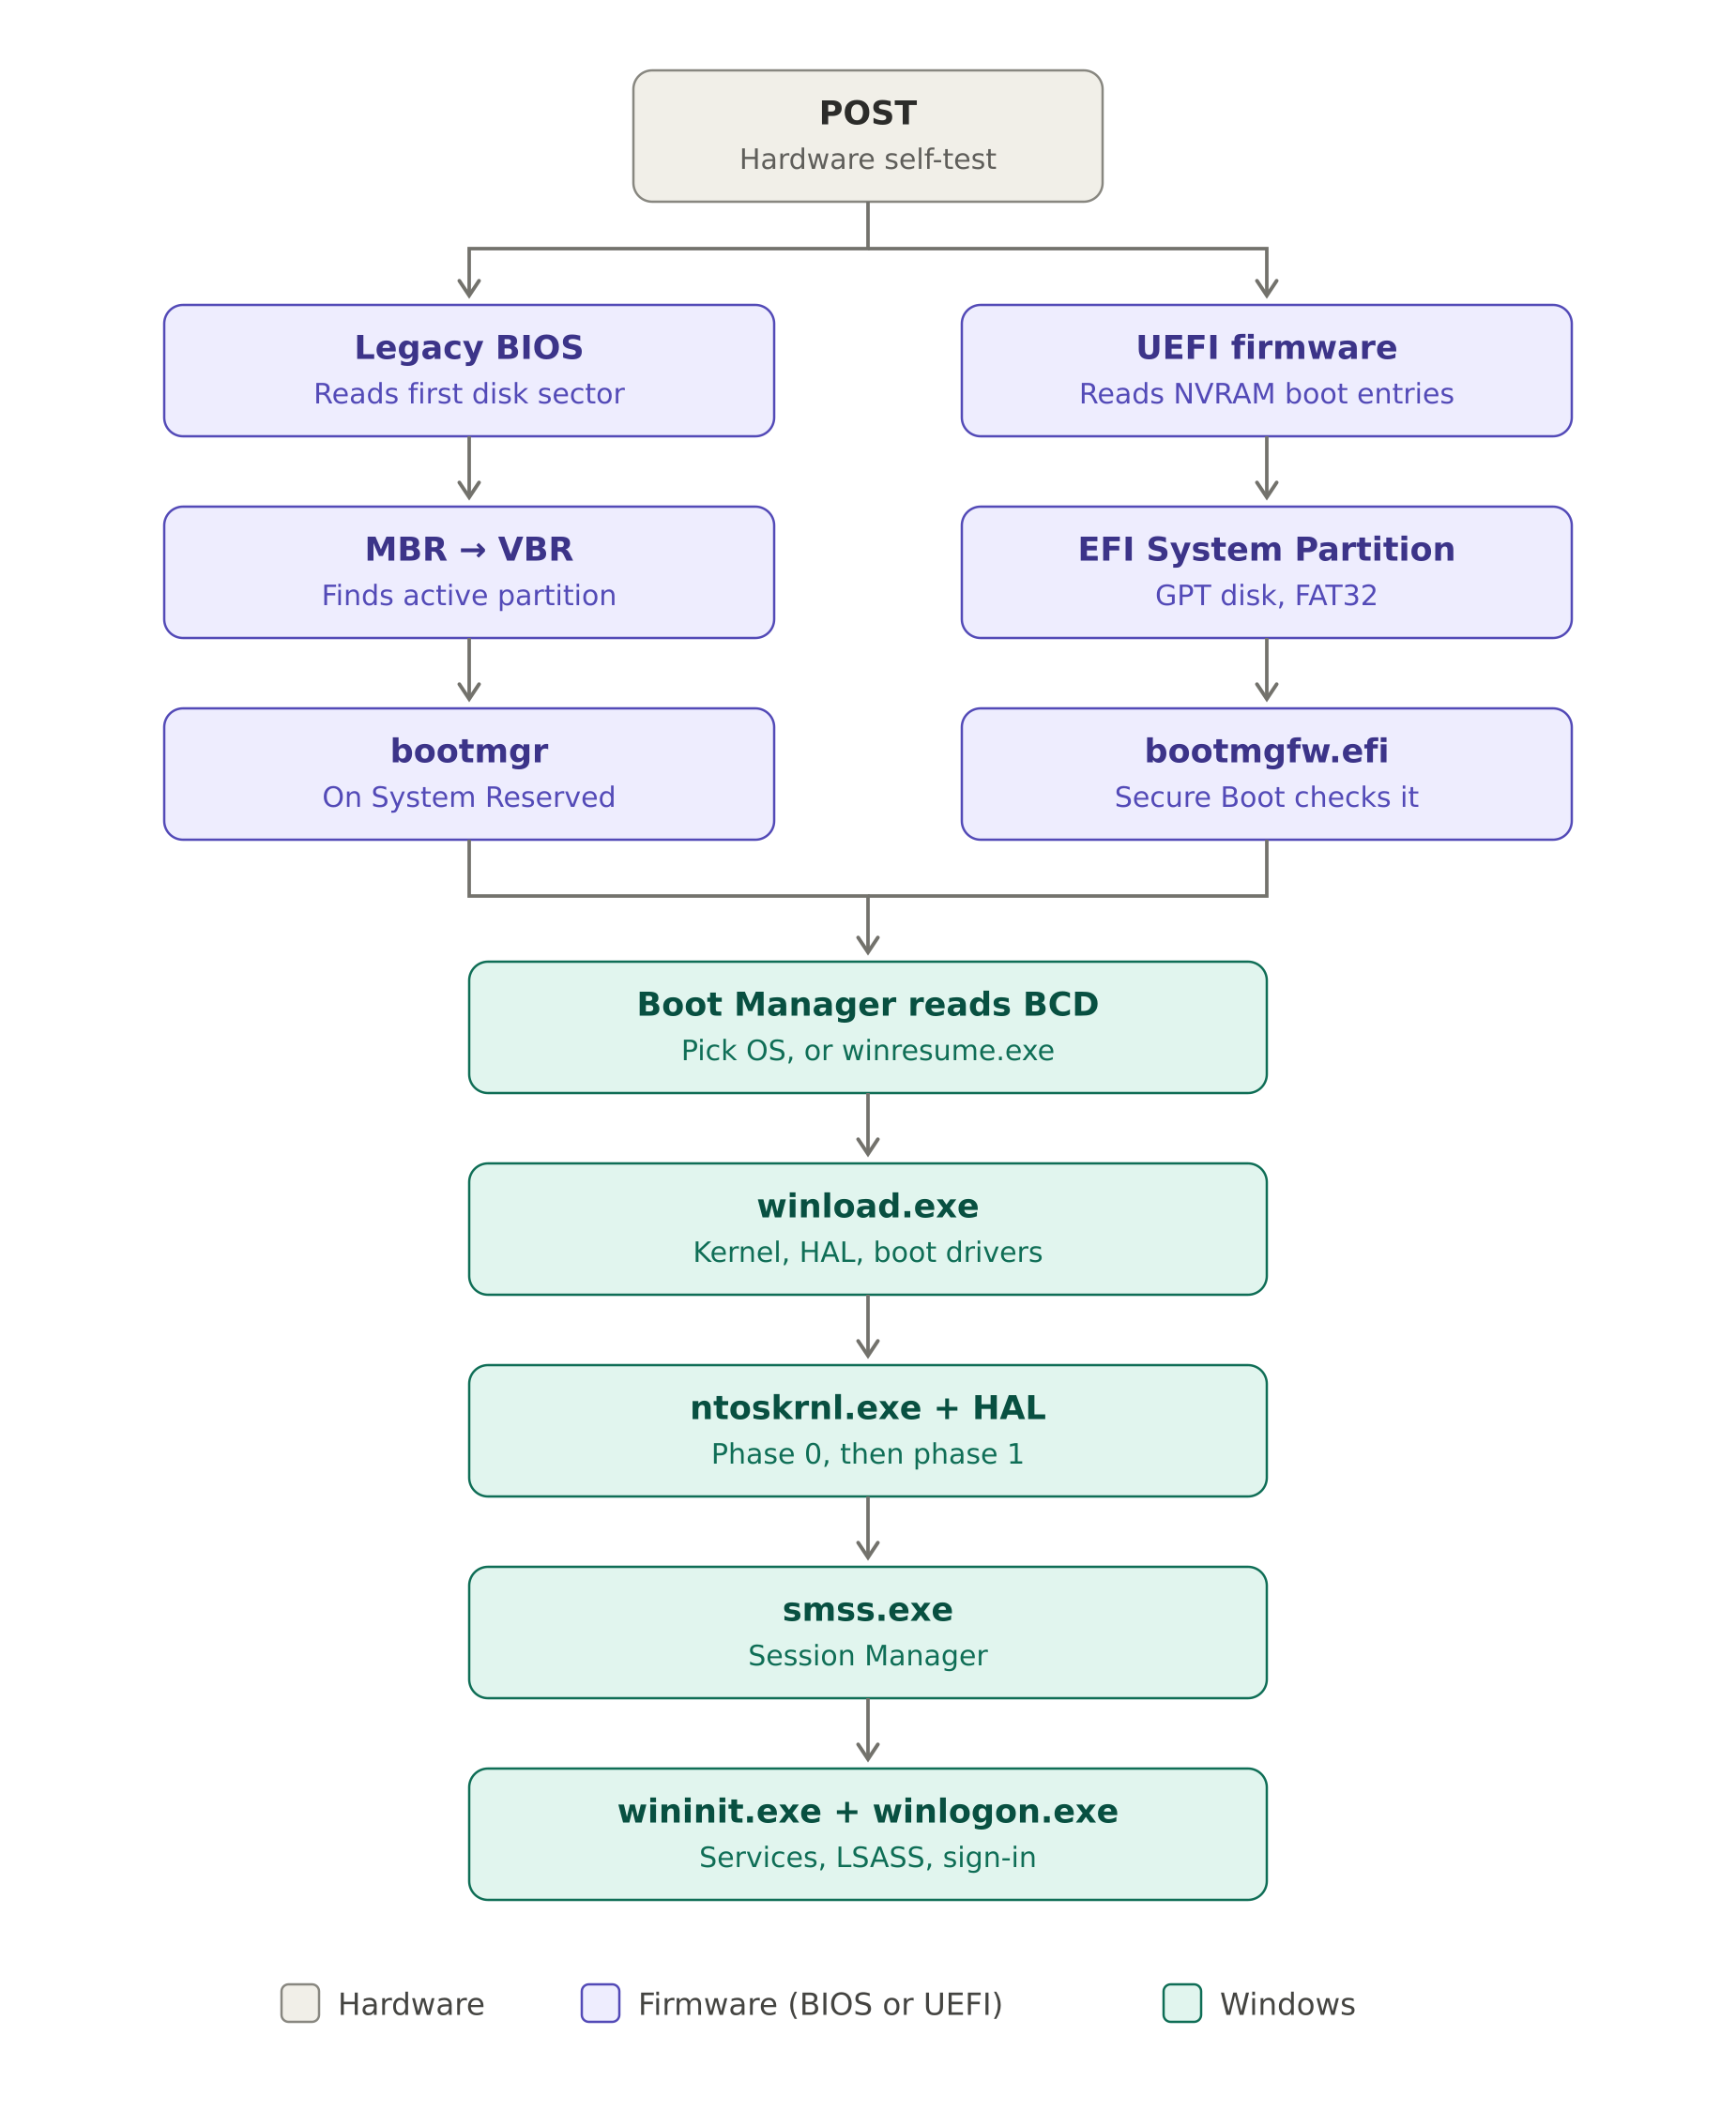 POST
Hardware self-test
Legacy BIOS
Reads first disk sector
UEFI firmware
Reads NVRAM boot entries
MBR → VBR
Finds active partition
EFI System Partition
GPT disk, FAT32
bootmgr
On System Reserved
bootmgfw.efi
Secure Boot checks it
Boot Manager reads BCD
Pick OS, or winresume.exe
winload.exe
Kernel, HAL, boot drivers
ntoskrnl.exe + HAL
Phase 0, then phase 1
smss.exe
Session Manager
wininit.exe + winlogon.exe
Services, LSASS, sign-in
Hardware
Firmware (BIOS or UEFI)
Windows